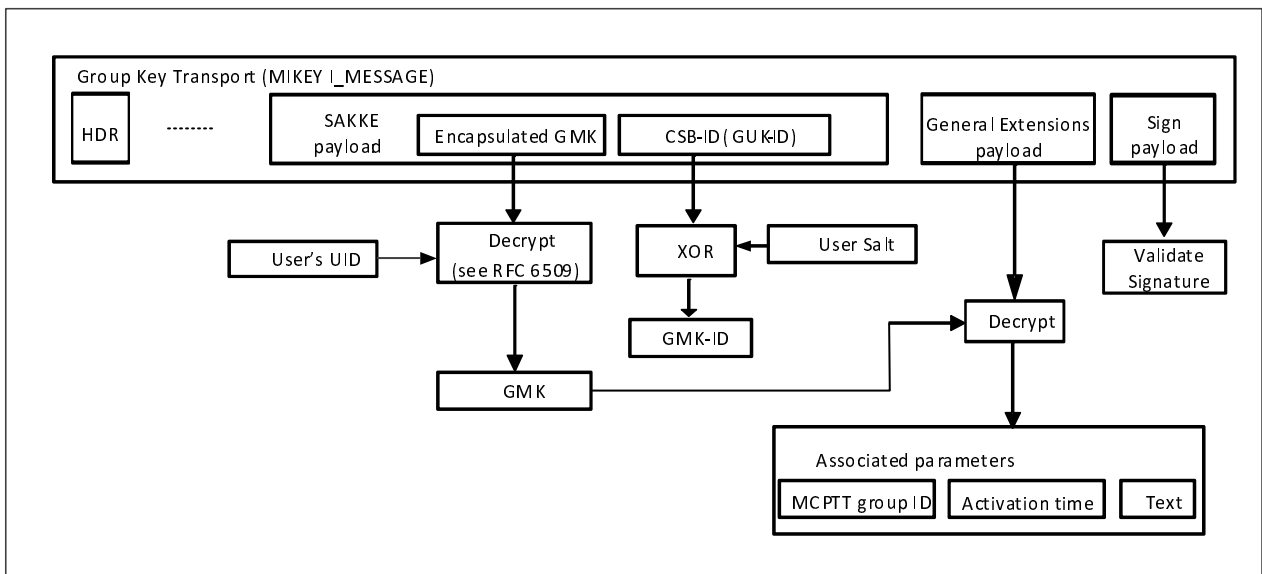 Group Key Transport (MIKEY I_MESSAGE)
HDR
--------
SAKKE
payload
Encapsulated GMK
CSB-ID ( GUK-ID)
General Extensions
payload
Sign
payload
User's UID
Decrypt
(see RFC 6509)
XOR
User Salt
Validate
Signature
GMK-ID
Decrypt
GMK
Associated parameters
MCPTT group ID
Activation time
Text